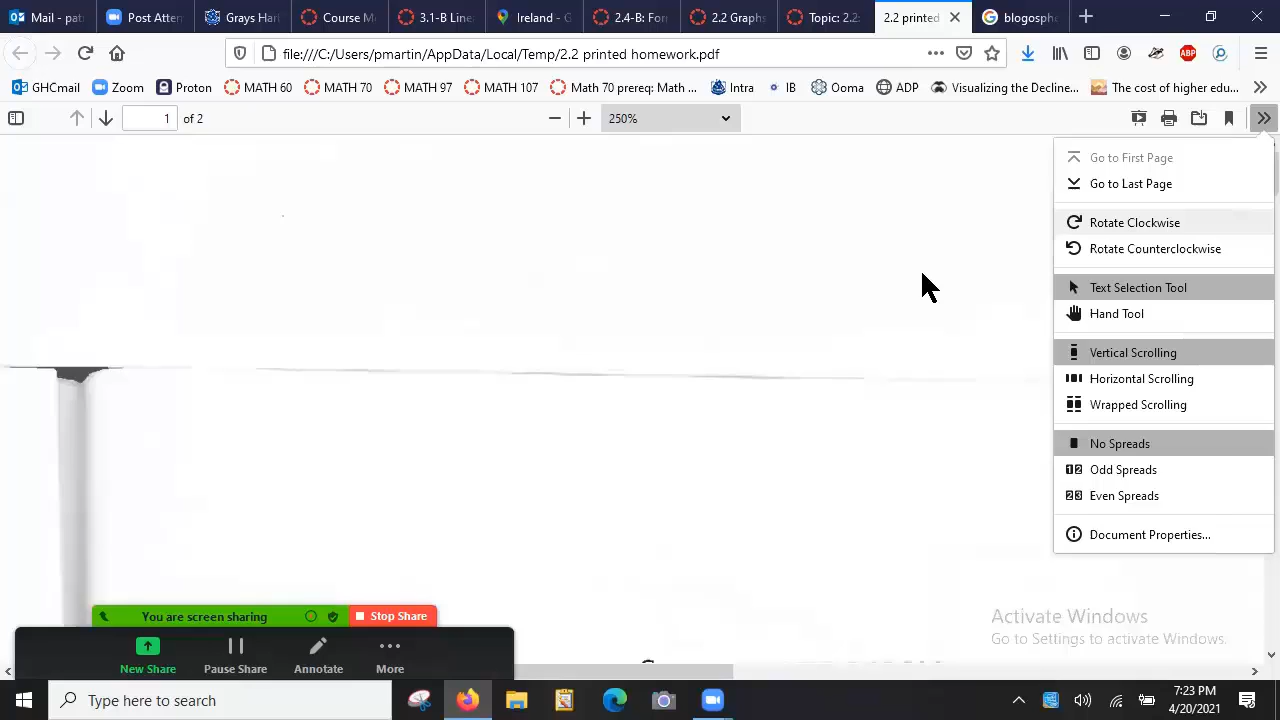 Mail - pat
Post Atten
Grays Harb
Course M
3.1-B Line
Ireland - G
2.4-B: For
2.2 Graphs
Topic: 2.2:
2.2 printed
blogosphe
file:///C:/Users/pmartin/AppData/Local/Temp/2.2 printed homework.pdf
GHCmail
Zoom
Proton
MATH 60
MATH 70
MATH 97
MATH 107
Math 70 prereq: Math ...
Intra
IB
Ooma
ADP
Visualizing the Decline...
The cost of higher edu...
1 of 2
250%
Go to First Page
Go to Last Page
Rotate Clockwise
Rotate Counterclockwise
Text Selection Tool
Hand Tool
Vertical Scrolling
Horizontal Scrolling
Wrapped Scrolling
No Spreads
Odd Spreads
Even Spreads
Document Properties...
Activate Windows
Go to Settings to activate Windows.
You are screen sharing
Stop Share
New Share
Pause Share
Annotate
More
Type here to search
7:23 PM
4/20/2021